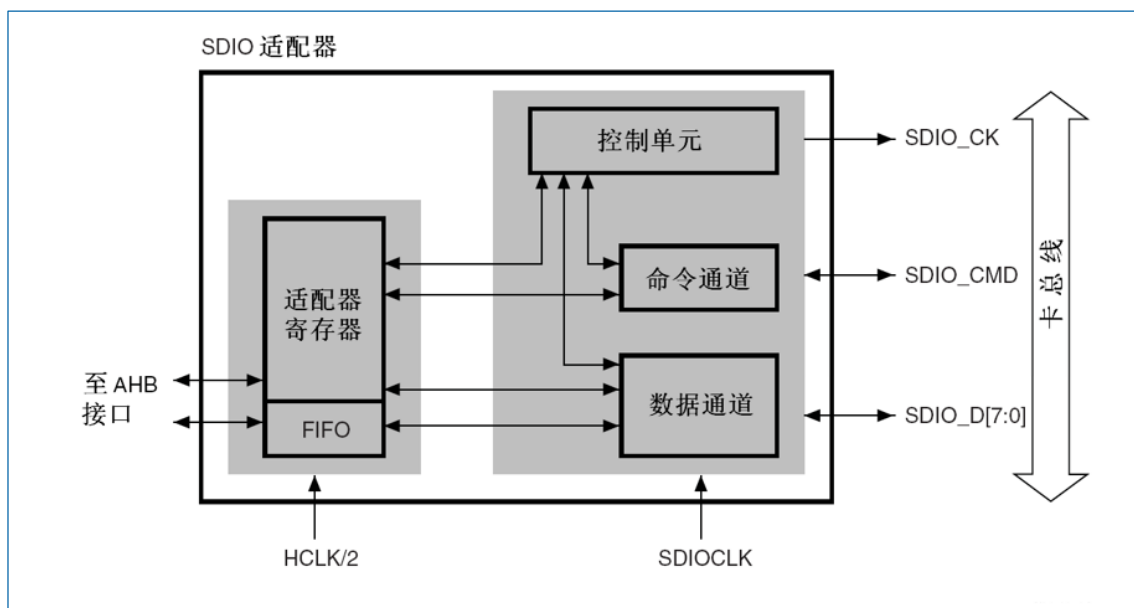 SDIO 适配器
控制单元
SDIO_CK
命令通道
SDIO_CMD
适配器
寄存器
数据通道
SDIO_D[7:0]
FIFO
至 AHB
接口
卡总线
HCLK/2
SDIOCLK